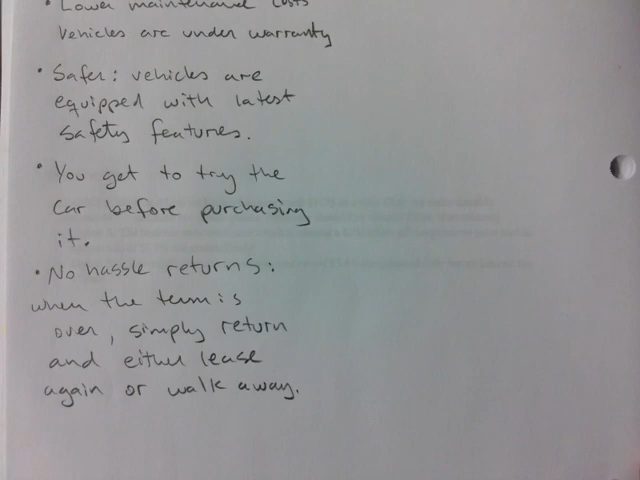 • Lower maintenance costs
Vehicles are under warranty
• Safer: vehicles are
equipped with latest
safety features.
• You get to try the
car before purchasing
it.
• No hassle returns:
when the term is
over, simply return
and either lease
again or walk away.